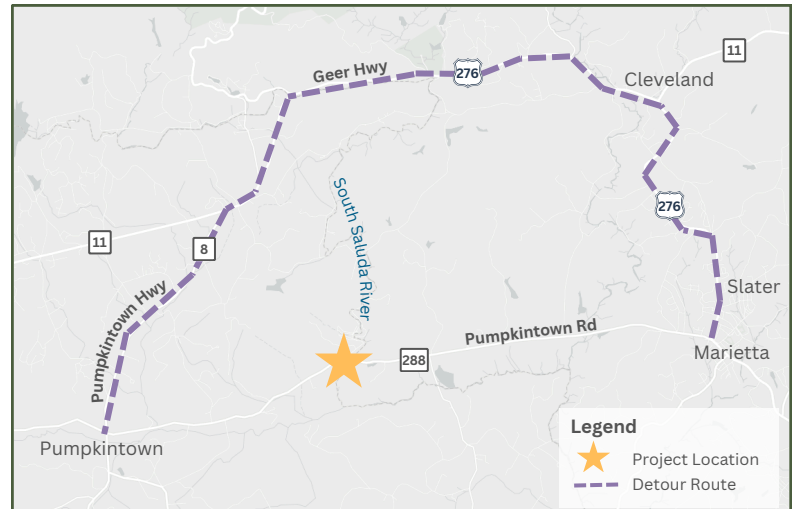 11
Geer Hwy
276
Cleveland
South Saluda River
276
11
8
Pumpkintown Hwy
Slater
Pumpkintown Rd
288
Marietta
Pumpkintown
Legend
Project Location
Detour Route